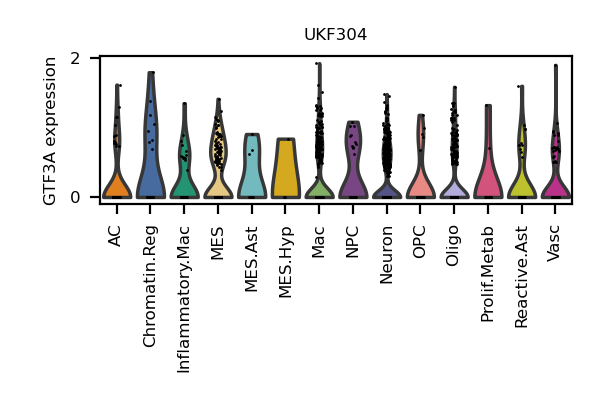 UKF304
GTF3A expression
2
0
AC
Chromatin.Reg
Inflammatory.Mac
MES
MES.Ast
MES.Hyp
Mac
NPC
Neuron
OPC
Oligo
Prolif.Metab
Reactive.Ast
Vasc